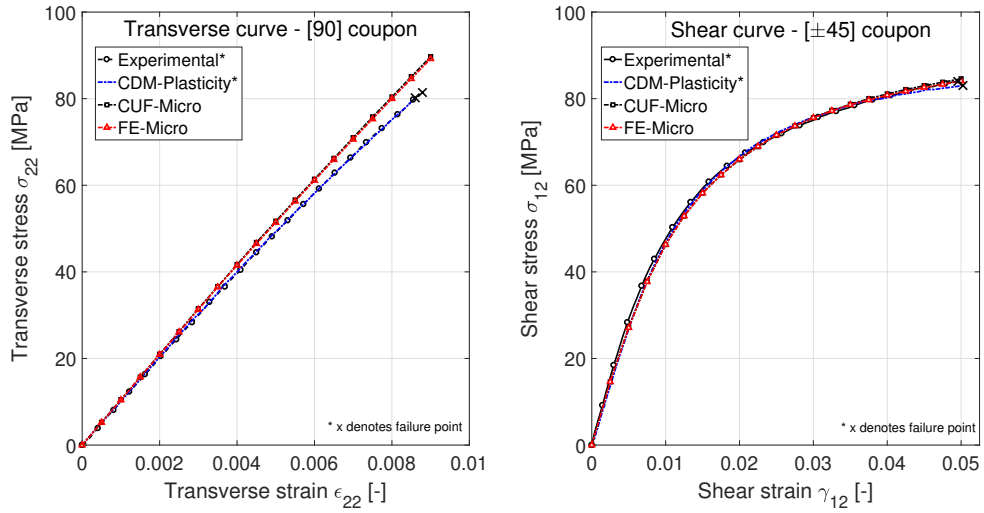 Transverse curve - [90] coupon
Experimental*
CDM-Plasticity*
CUF-Micro
FE-Micro
* x denotes failure point
Transverse stress σ22 [MPa]
0
20
40
60
80
100
0
0.002
0.004
0.006
0.008
0.01
Transverse strain ϵ22 [-]
Shear curve - [±45] coupon
Experimental*
CDM-Plasticity*
CUF-Micro
FE-Micro
* x denotes failure point
Shear stress σ12 [MPa]
0
20
40
60
80
100
0
0.01
0.02
0.03
0.04
0.05
Shear strain γ12 [-]